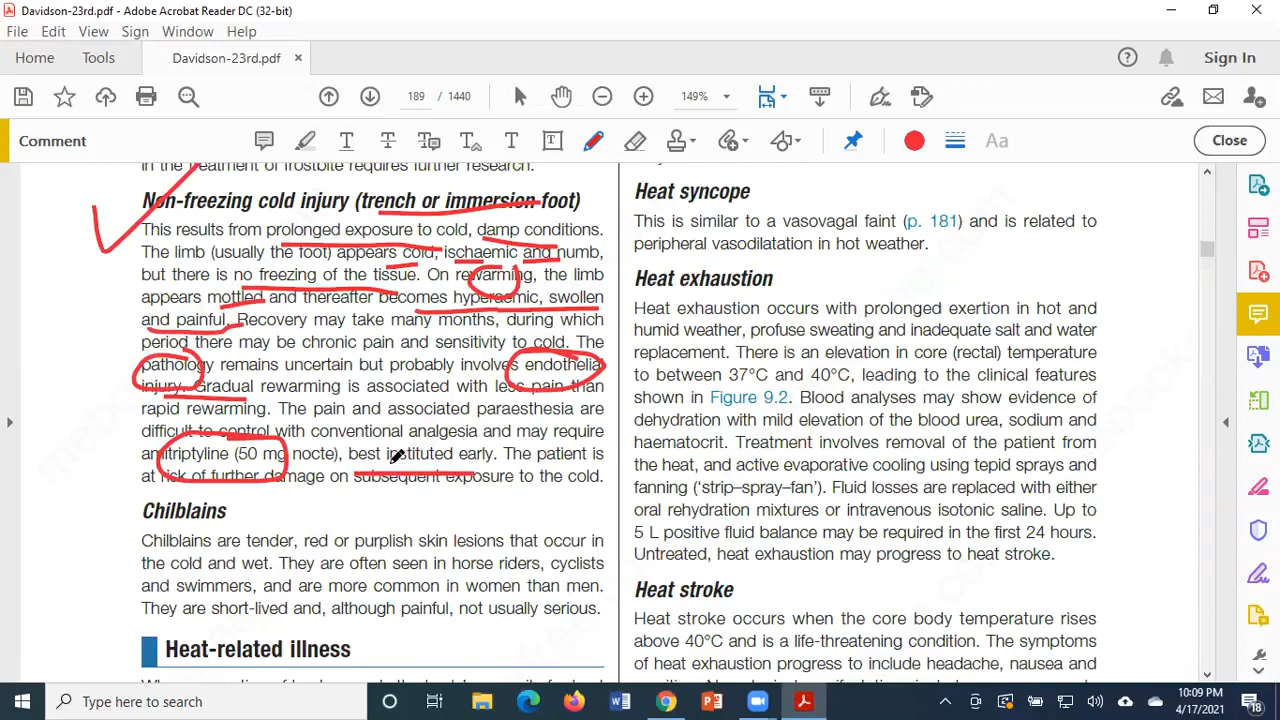 Davidson-23rd.pdf - Adobe Acrobat Reader DC (32-bit)
File Edit View Sign Window Help
Home Tools Davidson-23rd.pdf × Sign In
189 / 1440 149%
Comment Aa Close
in the treatment of frostbite requires further research.
Non-freezing cold injury (trench or immersion foot)
This results from prolonged exposure to cold, damp conditions.
The limb (usually the foot) appears cold, ischaemic and numb,
but there is no freezing of the tissue. On rewarming, the limb
appears mottled and thereafter becomes hyperaemic, swollen
and painful. Recovery may take many months, during which
period there may be chronic pain and sensitivity to cold. The
pathology remains uncertain but probably involves endothelial
injury. Gradual rewarming is associated with less pain than
rapid rewarming. The pain and associated paraesthesia are
difficult to control with conventional analgesia and may require
amitriptyline (50 mg nocte), best instituted early. The patient is
at risk of further damage on subsequent exposure to the cold.
Chilblains
Chilblains are tender, red or purplish skin lesions that occur in
the cold and wet. They are often seen in horse riders, cyclists
and swimmers, and are more common in women than men.
They are short-lived and, although painful, not usually serious.
Heat-related illness
Heat syncope
This is similar to a vasovagal faint (p. 181) and is related to
peripheral vasodilatation in hot weather.
Heat exhaustion
Heat exhaustion occurs with prolonged exertion in hot and
humid weather, profuse sweating and inadequate salt and water
replacement. There is an elevation in core (rectal) temperature
to between 37°C and 40°C, leading to the clinical features
shown in Figure 9.2. Blood analyses may show evidence of
dehydration with mild elevation of the blood urea, sodium and
haematocrit. Treatment involves removal of the patient from
the heat, and active evaporative cooling using tepid sprays and
fanning (‘strip–spray–fan’). Fluid losses are replaced with either
oral rehydration mixtures or intravenous isotonic saline. Up to
5 L positive fluid balance may be required in the first 24 hours.
Untreated, heat exhaustion may progress to heat stroke.
Heat stroke
Heat stroke occurs when the core body temperature rises
above 40°C and is a life-threatening condition. The symptoms
of heat exhaustion progress to include headache, nausea and
Type here to search
10:09 PM
4/17/2021
18